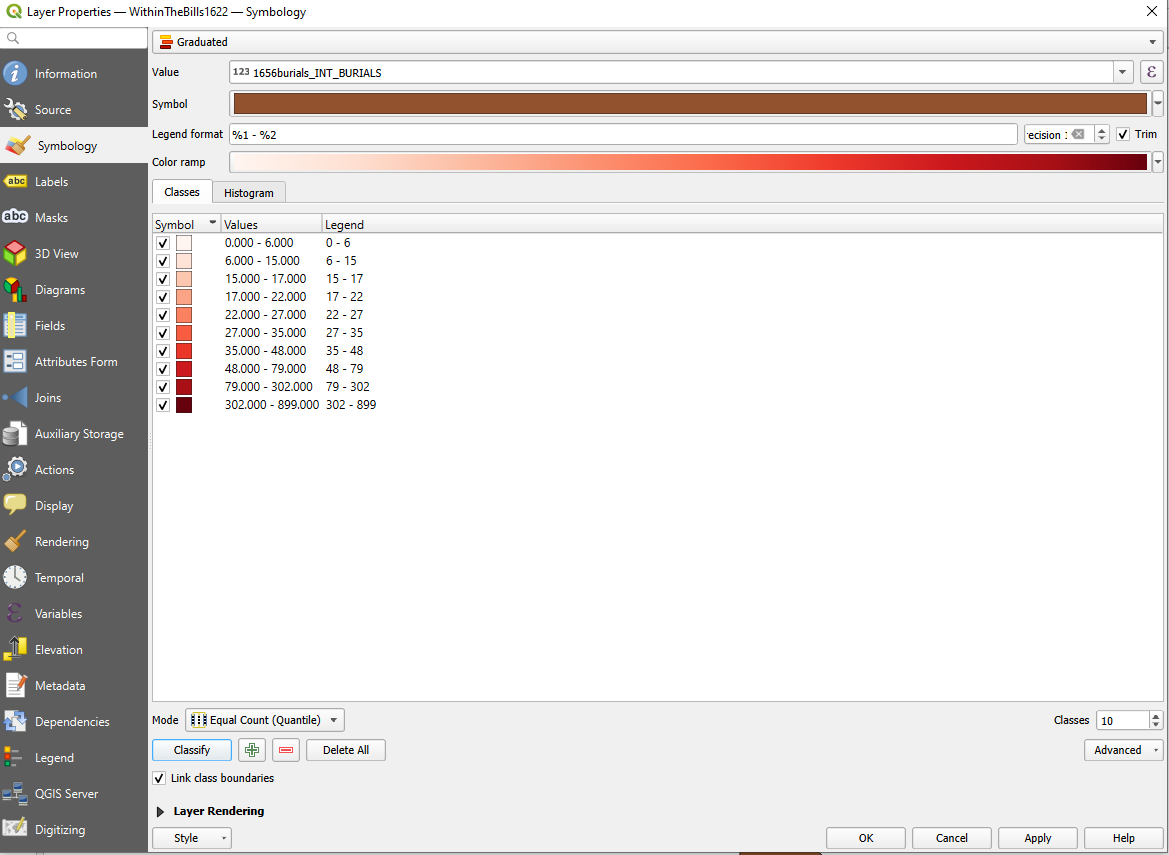 Layer Properties — WithinTheBills1622 — Symbology
Information
Source
Symbology
Labels
Masks
3D View
Diagrams
Fields
Attributes Form
Joins
Auxiliary Storage
Actions
Display
Rendering
Temporal
Variables
Elevation
Metadata
Dependencies
Legend
QGIS Server
Digitizing
Graduated
Value 123 1656burials_INT_BURIALS ε
Symbol
Legend format %1 - %2 recision Trim
Color ramp
Classes Histogram
Symbol Values Legend
0.000 - 6.000 0 - 6
6.000 - 15.000 6 - 15
15.000 - 17.000 15 - 17
17.000 - 22.000 17 - 22
22.000 - 27.000 22 - 27
27.000 - 35.000 27 - 35
35.000 - 48.000 35 - 48
48.000 - 79.000 48 - 79
79.000 - 302.000 79 - 302
302.000 - 899.000 302 - 899
Mode Equal Count (Quantile) Classes 10
Classify Delete All Advanced
Link class boundaries
Layer Rendering
Style OK Cancel Apply Help